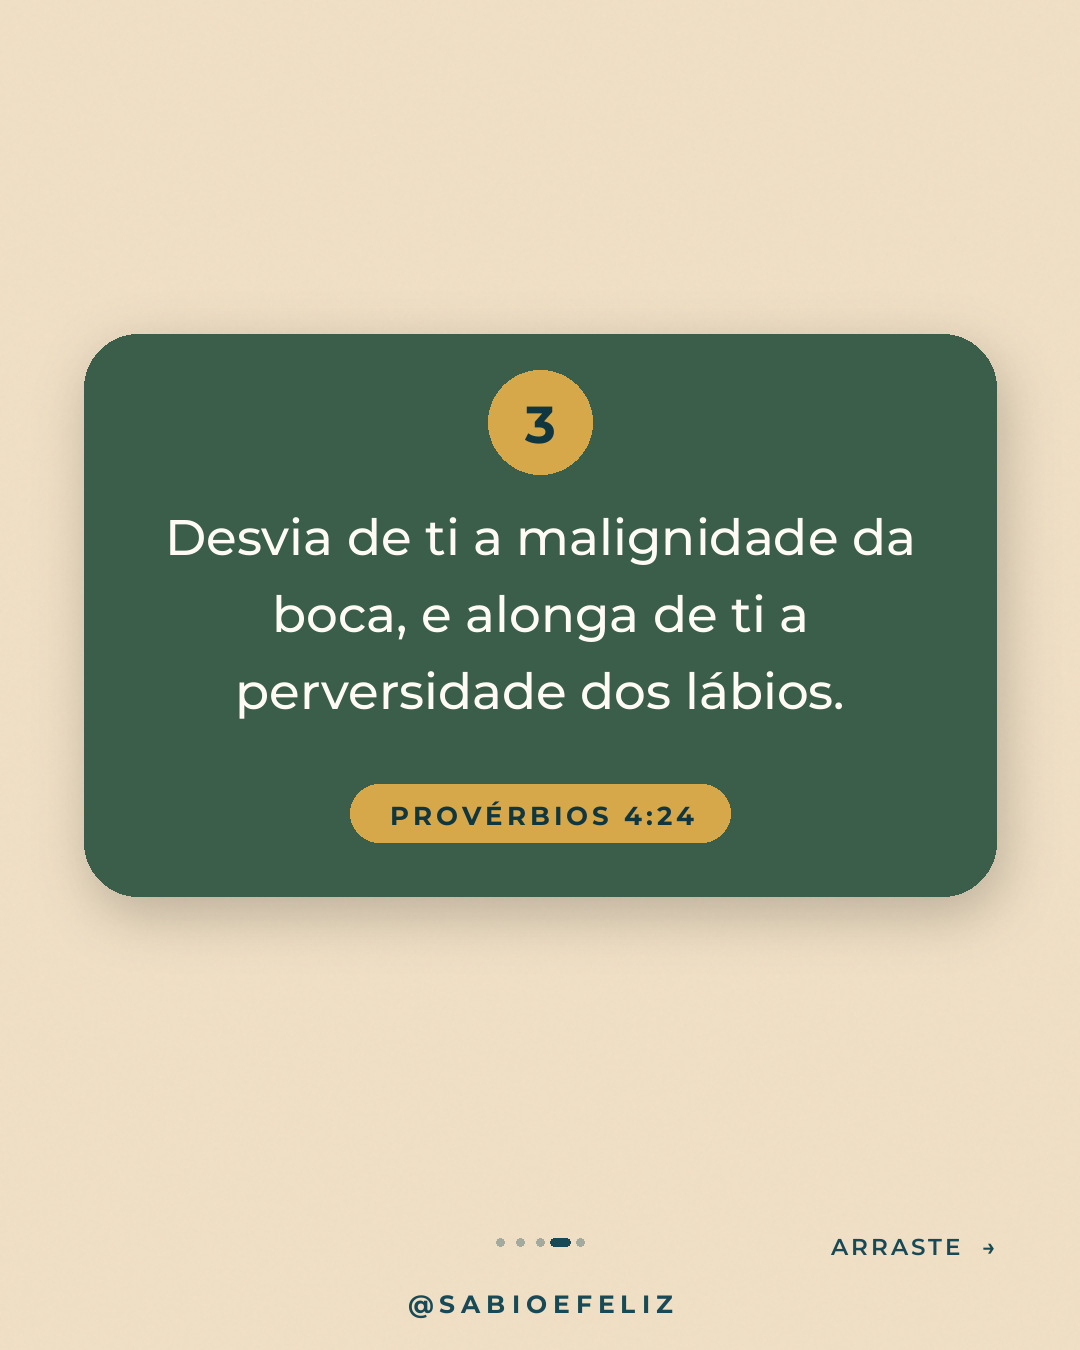 3
Desvia de ti a malignidade da
boca, e alonga de ti a
perversidade dos lábios.
PROVÉRBIOS 4:24
ARRASTE →
@SABIOEFELIZ